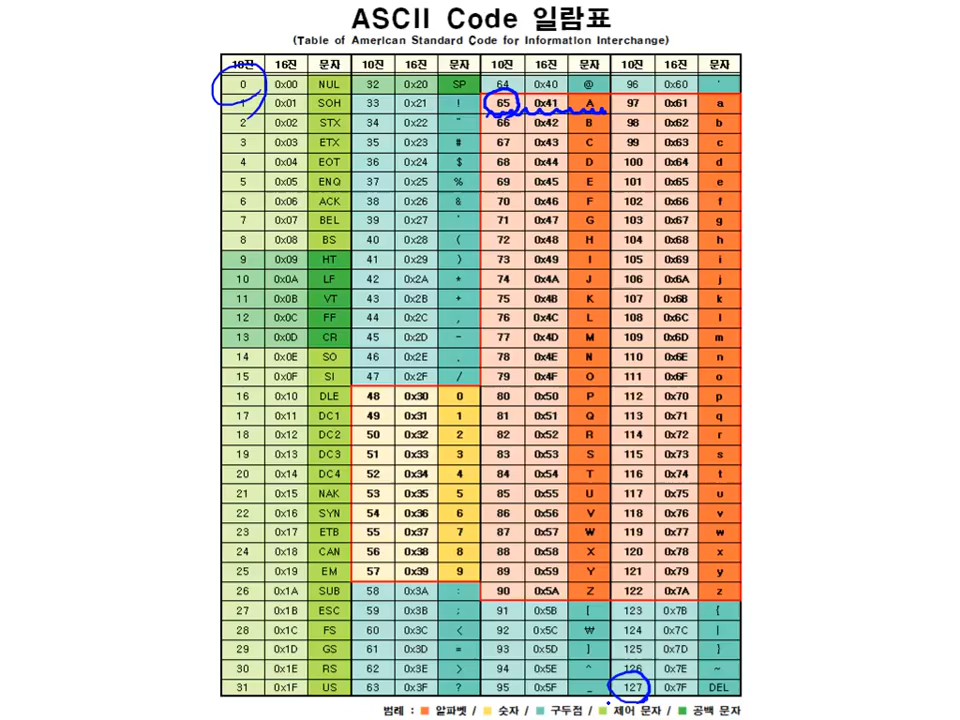 ASCII Code 일람표
(Table of American Standard Code for Information Interchange)
10진 16진 문자 10진 16진 문자 10진 16진 문자 10진 16진 문자
0 0x00 NUL 32 0x20 SP 64 0x40 @ 96 0x60 `
1 0x01 SOH 33 0x21 ! 65 0x41 A 97 0x61 a
2 0x02 STX 34 0x22 " 66 0x42 B 98 0x62 b
3 0x03 ETX 35 0x23 # 67 0x43 C 99 0x63 c
4 0x04 EOT 36 0x24 $ 68 0x44 D 100 0x64 d
5 0x05 ENQ 37 0x25 % 69 0x45 E 101 0x65 e
6 0x06 ACK 38 0x26 & 70 0x46 F 102 0x66 f
7 0x07 BEL 39 0x27 ' 71 0x47 G 103 0x67 g
8 0x08 BS 40 0x28 ( 72 0x48 H 104 0x68 h
9 0x09 HT 41 0x29 ) 73 0x49 I 105 0x69 i
10 0x0A LF 42 0x2A * 74 0x4A J 106 0x6A j
11 0x0B VT 43 0x2B + 75 0x4B K 107 0x6B k
12 0x0C FF 44 0x2C , 76 0x4C L 108 0x6C l
13 0x0D CR 45 0x2D - 77 0x4D M 109 0x6D m
14 0x0E SO 46 0x2E . 78 0x4E N 110 0x6E n
15 0x0F SI 47 0x2F / 79 0x4F O 111 0x6F o
16 0x10 DLE 48 0x30 0 80 0x50 P 112 0x70 p
17 0x11 DC1 49 0x31 1 81 0x51 Q 113 0x71 q
18 0x12 DC2 50 0x32 2 82 0x52 R 114 0x72 r
19 0x13 DC3 51 0x33 3 83 0x53 S 115 0x73 s
20 0x14 DC4 52 0x34 4 84 0x54 T 116 0x74 t
21 0x15 NAK 53 0x35 5 85 0x55 U 117 0x75 u
22 0x16 SYN 54 0x36 6 86 0x56 V 118 0x76 v
23 0x17 ETB 55 0x37 7 87 0x57 W 119 0x77 w
24 0x18 CAN 56 0x38 8 88 0x58 X 120 0x78 x
25 0x19 EM 57 0x39 9 89 0x59 Y 121 0x79 y
26 0x1A SUB 58 0x3A : 90 0x5A Z 122 0x7A z
27 0x1B ESC 59 0x3B ; 91 0x5B [ 123 0x7B {
28 0x1C FS 60 0x3C < 92 0x5C ₩ 124 0x7C |
29 0x1D GS 61 0x3D = 93 0x5D ] 125 0x7D }
30 0x1E RS 62 0x3E > 94 0x5E ^ 126 0x7E ~
31 0x1F US 63 0x3F ? 95 0x5F _ 127 0x7F DEL
범례 : 알파벳 / 숫자 / 구두점 / 제어 문자 / 공백 문자